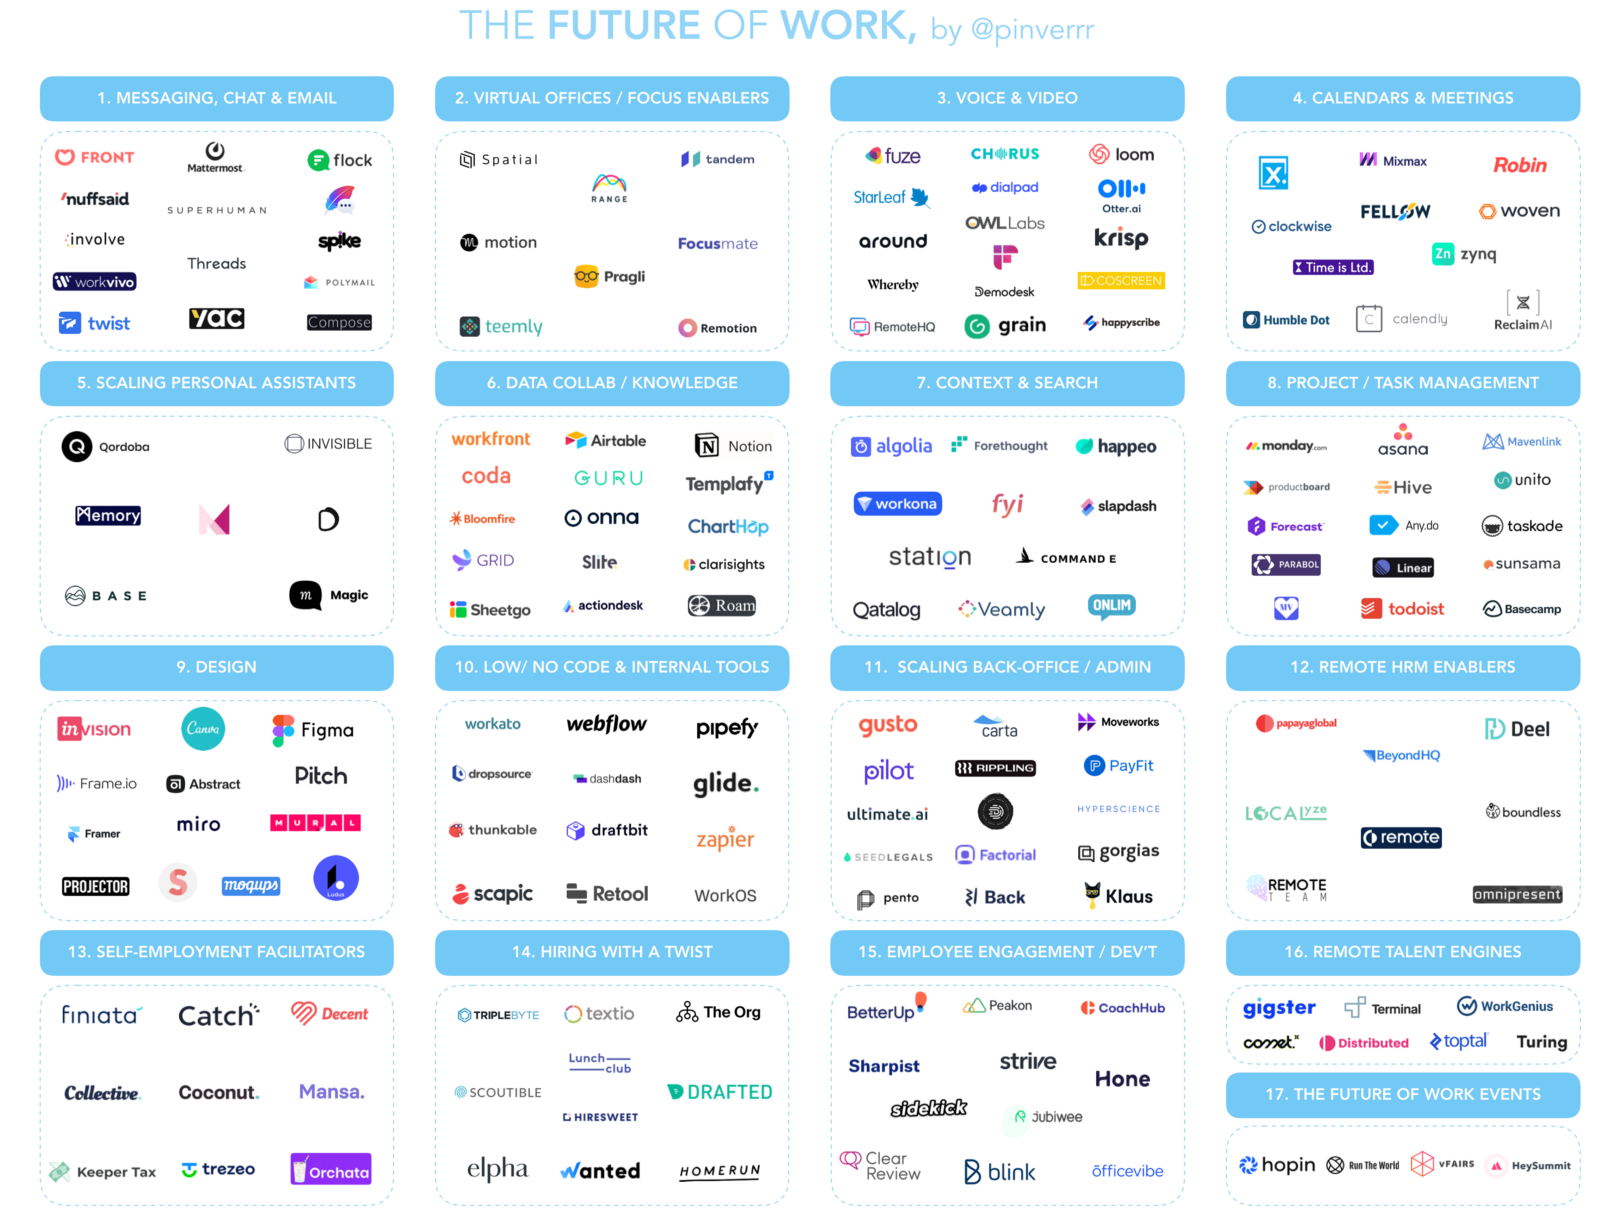 THE FUTURE OF WORK, by @pinverrr
1. MESSAGING, CHAT & EMAIL
FRONT
Mattermost
flock
'nuffsaid
SUPERHUMAN
:involve
spike
Threads
workvivo
POLYMAIL
twist
yac
Compose
2. VIRTUAL OFFICES / FOCUS ENABLERS
Spatial
tandem
RANGE
motion
Focusmate
Pragli
teemly
Remotion
3. VOICE & VIDEO
fuze
CHORUS
loom
StarLeaf
dialpad
Otter.ai
OWL Labs
around
krisp
Whereby
Demodesk
COSCREEN
RemoteHQ
grain
happyscribe
4. CALENDARS & MEETINGS
X.
Mixmax
Robin
FELLOW
woven
clockwise
Zn zynq
Time is Ltd.
Humble Dot
C calendly
ReclaimAI
5. SCALING PERSONAL ASSISTANTS
Qordoba
INVISIBLE
Memory
BASE
m Magic
6. DATA COLLAB / KNOWLEDGE
workfront
Airtable
Notion
coda
GURU
Templafy T
Bloomfire
onna
ChartHop
GRID
Slite
clarisights
Sheetgo
actiondesk
Roam
7. CONTEXT & SEARCH
algolia
Forethought
happeo
workona
fyi
slapdash
station
COMMAND E
Qatalog
Veamly
ONLIM
8. PROJECT / TASK MANAGEMENT
monday.com
asana
Mavenlink
productboard
Hive
unito
Forecast
Any.do
taskade
PARABOL
Linear
sunsama
MV
todoist
Basecamp
9. DESIGN
inVISION
Canva
Figma
Frame.io
Abstract
Pitch
Framer
miro
MURAL
PROJECTOR
S
moqups
Ludus
10. LOW/ NO CODE & INTERNAL TOOLS
workato
webflow
pipefy
dropsource
dashdash
glide.
thunkable
draftbit
zapier
scapic
Retool
WorkOS
11. SCALING BACK-OFFICE / ADMIN
gusto
carta
Moveworks
pilot
RIPPLING
PayFit
ultimate.ai
HYPERSCIENCE
SEEDLEGALS
Factorial
gorgias
pento
Back
Klaus
12. REMOTE HRM ENABLERS
papayaglobal
Deel
BeyondHQ
LOCALyze
boundless
remote
REMOTE
TEAM
omnipresent
13. SELF-EMPLOYMENT FACILITATORS
finiata
Catch
Decent
Collective.
Coconut.
Mansa.
Keeper Tax
trezeo
Orchata
14. HIRING WITH A TWIST
TRIPLEBYTE
textio
The Org
Lunch
club
SCOUTIBLE
DRAFTED
HIRESWEET
elpha
Wanted
HOMERUN
15. EMPLOYEE ENGAGEMENT / DEV'T
BetterUp
Peakon
CoachHub
Sharpist
strive
Hone
sidekick
jubiwee
Clear
Review
blink
officevibe
16. REMOTE TALENT ENGINES
gigster
Terminal
WorkGenius
comet.
Distributed
toptal
Turing
17. THE FUTURE OF WORK EVENTS
hopin
Run The World
vFAIRS
HeySummit